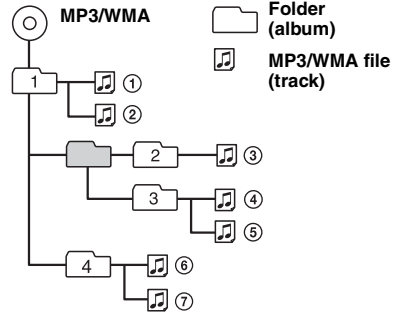 MP3/WMA
Folder
(album)
MP3/WMA file
(track)
1
①
②
2
③
3
④
⑤
4
⑥
⑦